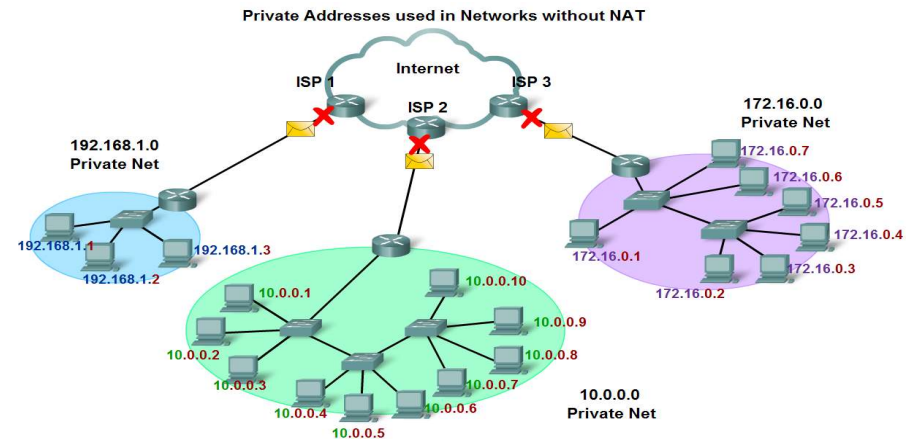 Private Addresses used in Networks without NAT
Internet
ISP 1
ISP 2
ISP 3
192.168.1.0
Private Net
192.168.1.1
192.168.1.2
192.168.1.3
172.16.0.0
Private Net
172.16.0.7
172.16.0.6
172.16.0.5
172.16.0.4
172.16.0.3
172.16.0.2
172.16.0.1
10.0.0.1
10.0.0.2
10.0.0.3
10.0.0.4
10.0.0.5
10.0.0.6
10.0.0.7
10.0.0.8
10.0.0.9
10.0.0.10
10.0.0.0
Private Net